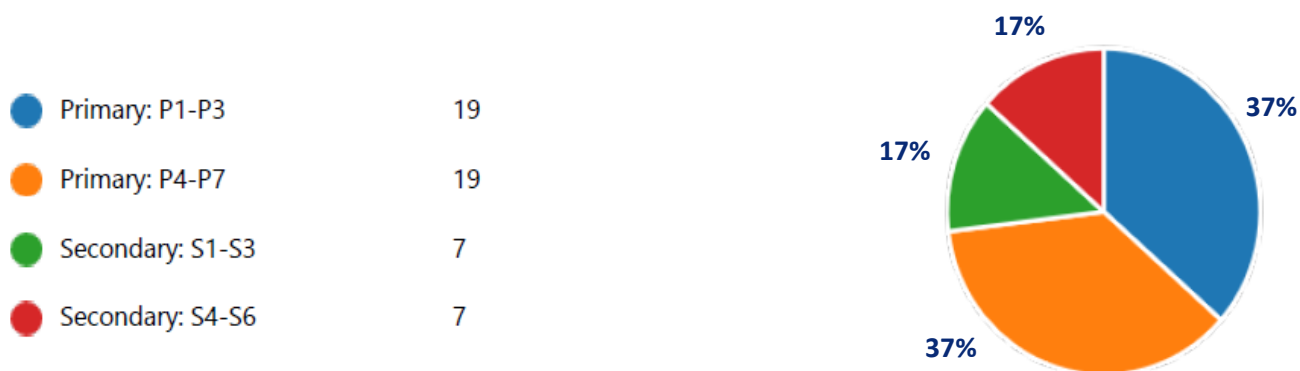 17%
37%
Primary: P1-P3 19
17%
Primary: P4-P7 19
Secondary: S1-S3 7
Secondary: S4-S6 7
37%